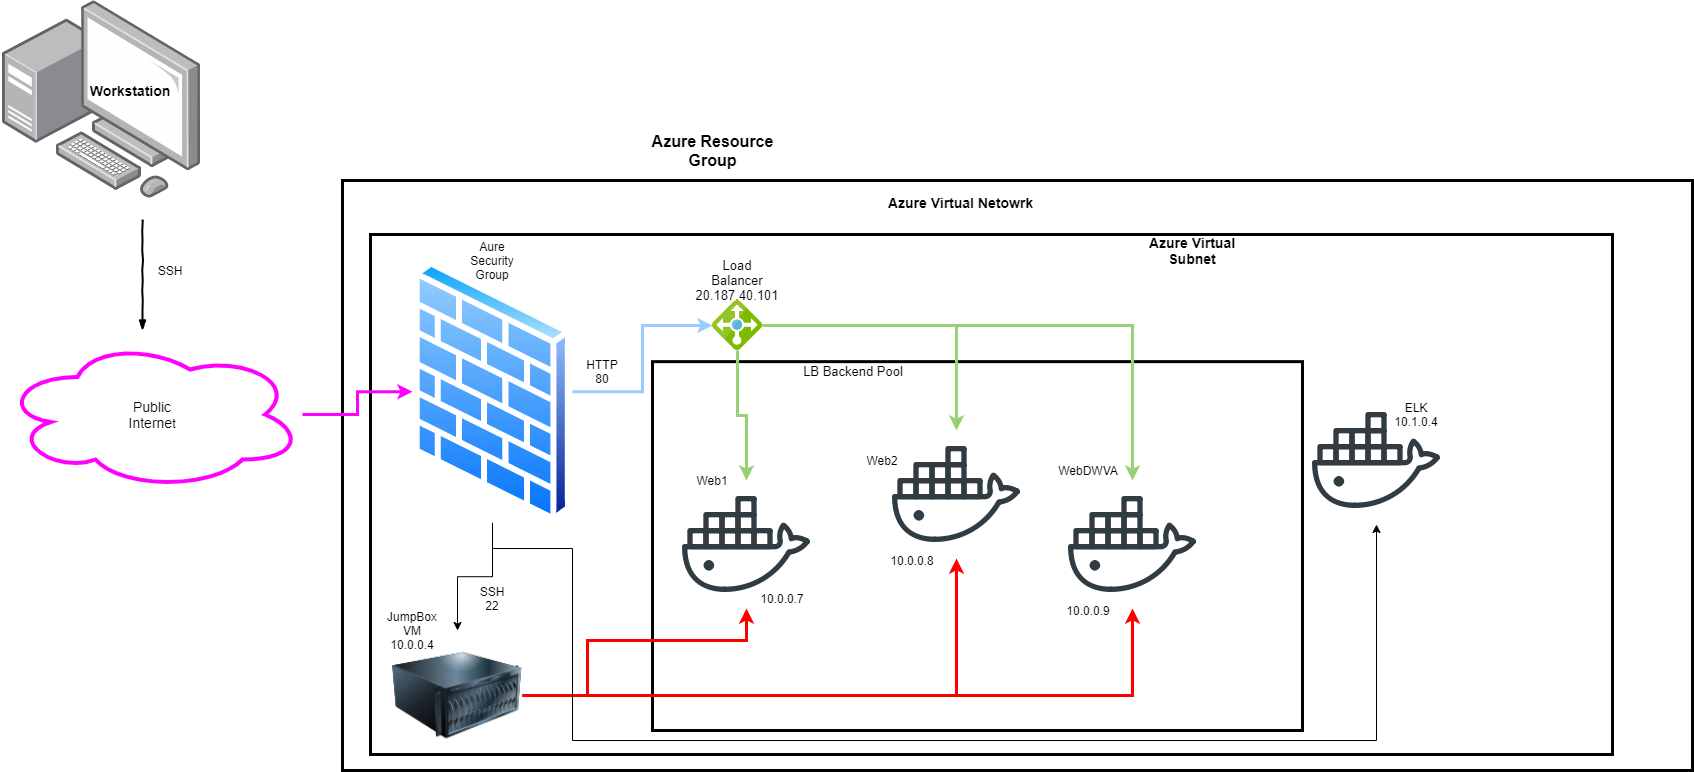 Workstation
SSH
Public
Internet
Azure Resource
Group
Azure Virtual Netowrk
Azure Virtual
Subnet
Aure
Security
Group
HTTP
80
Load
Balancer
20.187.40.101
LB Backend Pool
Web1
10.0.0.7
Web2
10.0.0.8
WebDWVA
10.0.0.9
ELK
10.1.0.4
SSH
22
JumpBox
VM
10.0.0.4